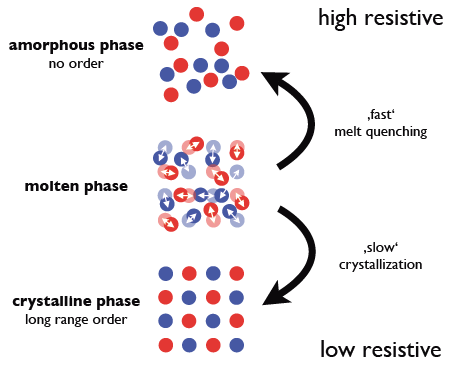 high resistive
amorphous phase
no order
‚fast‘
melt quenching
molten phase
‚slow‘
crystallization
crystalline phase
long range order
low resistive